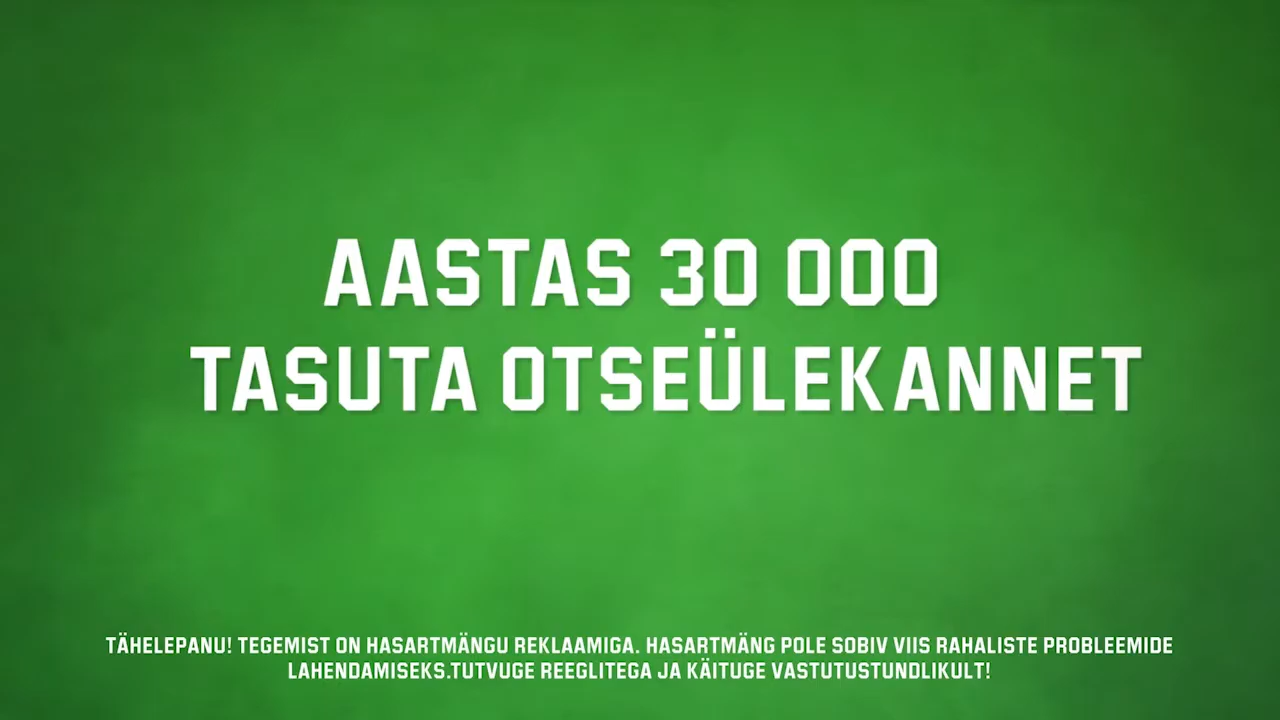 AASTAS 30 000
TASUTA OTSEÜLEKANNET
TÄHELEPANU! TEGEMIST ON HASARTMÄNGU REKLAAMIGA. HASARTMÄNG POLE SOBIV VIIS RAHALISTE PROBLEEMIDE
LAHENDAMISEKS.TUTVUGE REEGLITEGA JA KÄITUGE VASTUTUSTUNDLIKULT!